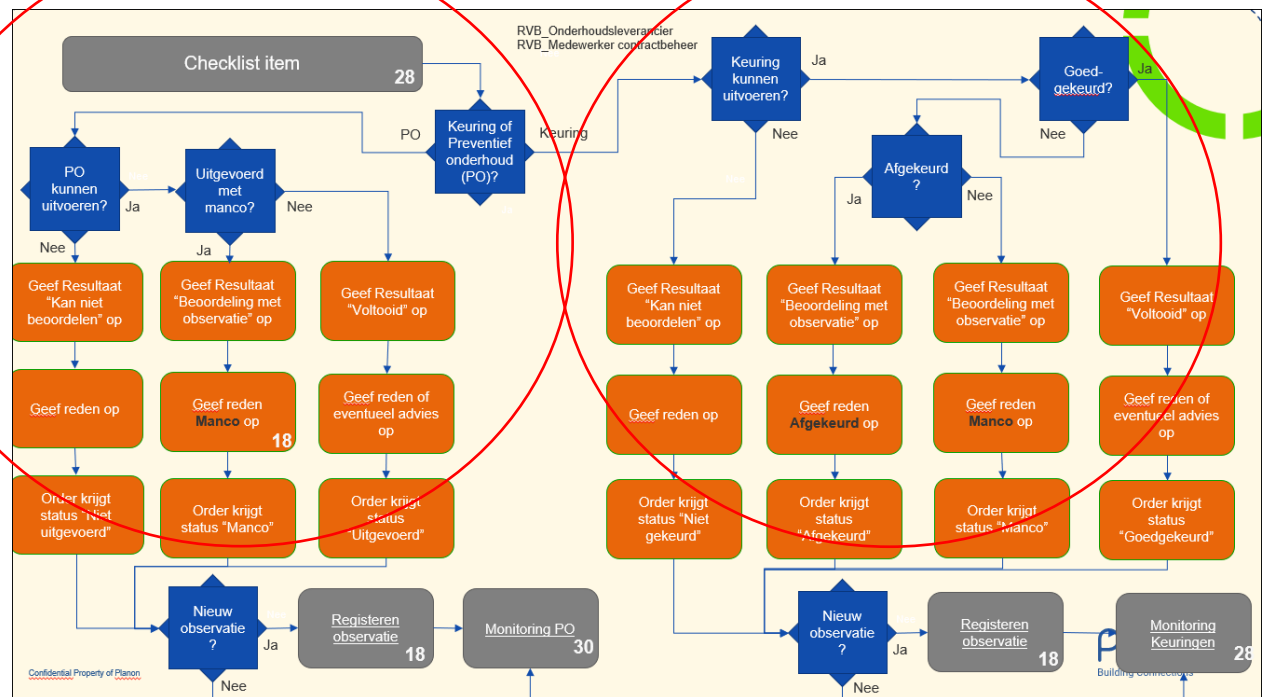 RVB_Onderhoudsleverancier
RVB_Medewerker contractbeheer
Checklist item
28
Keuring of
Preventief
onderhoud
(PO)?
PO
Keuring
PO
kunnen
uitvoeren?
Ja
Nee
Uitgevoerd
met
manco?
Nee
Ja
Keuring
kunnen
uitvoeren?
Ja
Nee
Goed-
gekeurd?
Ja
Nee
Afgekeurd
?
Ja
Nee
Geef Resultaat
“Kan niet
beoordelen” op
Geef Resultaat
“Beoordeling met
observatie” op
Geef Resultaat
“Voltooid” op
Geef Resultaat
“Kan niet
beoordelen” op
Geef Resultaat
“Beoordeling met
observatie” op
Geef Resultaat
“Beoordeling met
observatie” op
Geef Resultaat
“Voltooid” op
Geef reden op
Geef reden
Manco op
18
Geef reden of
eventueel advies
op
Geef reden op
Geef reden
Afgekeurd op
Geef reden
Manco op
Geef reden of
eventueel advies
op
Order krijgt
status “Niet
uitgevoerd”
Order krijgt
status “Manco”
Order krijgt
status
“Uitgevoerd”
Order krijgt
status “Niet
gekeurd”
Order krijgt
status
“Afgekeurd”
Order krijgt
status “Manco”
Order krijgt
status
“Goedgekeurd”
Nieuw
observatie
?
Ja
Nee
Registeren
observatie
18
Monitoring PO
30
Nieuw
observatie
?
Ja
Nee
Registeren
observatie
18
Monitoring
Keuringen
28
Confidential Property of Planon
Building Connections